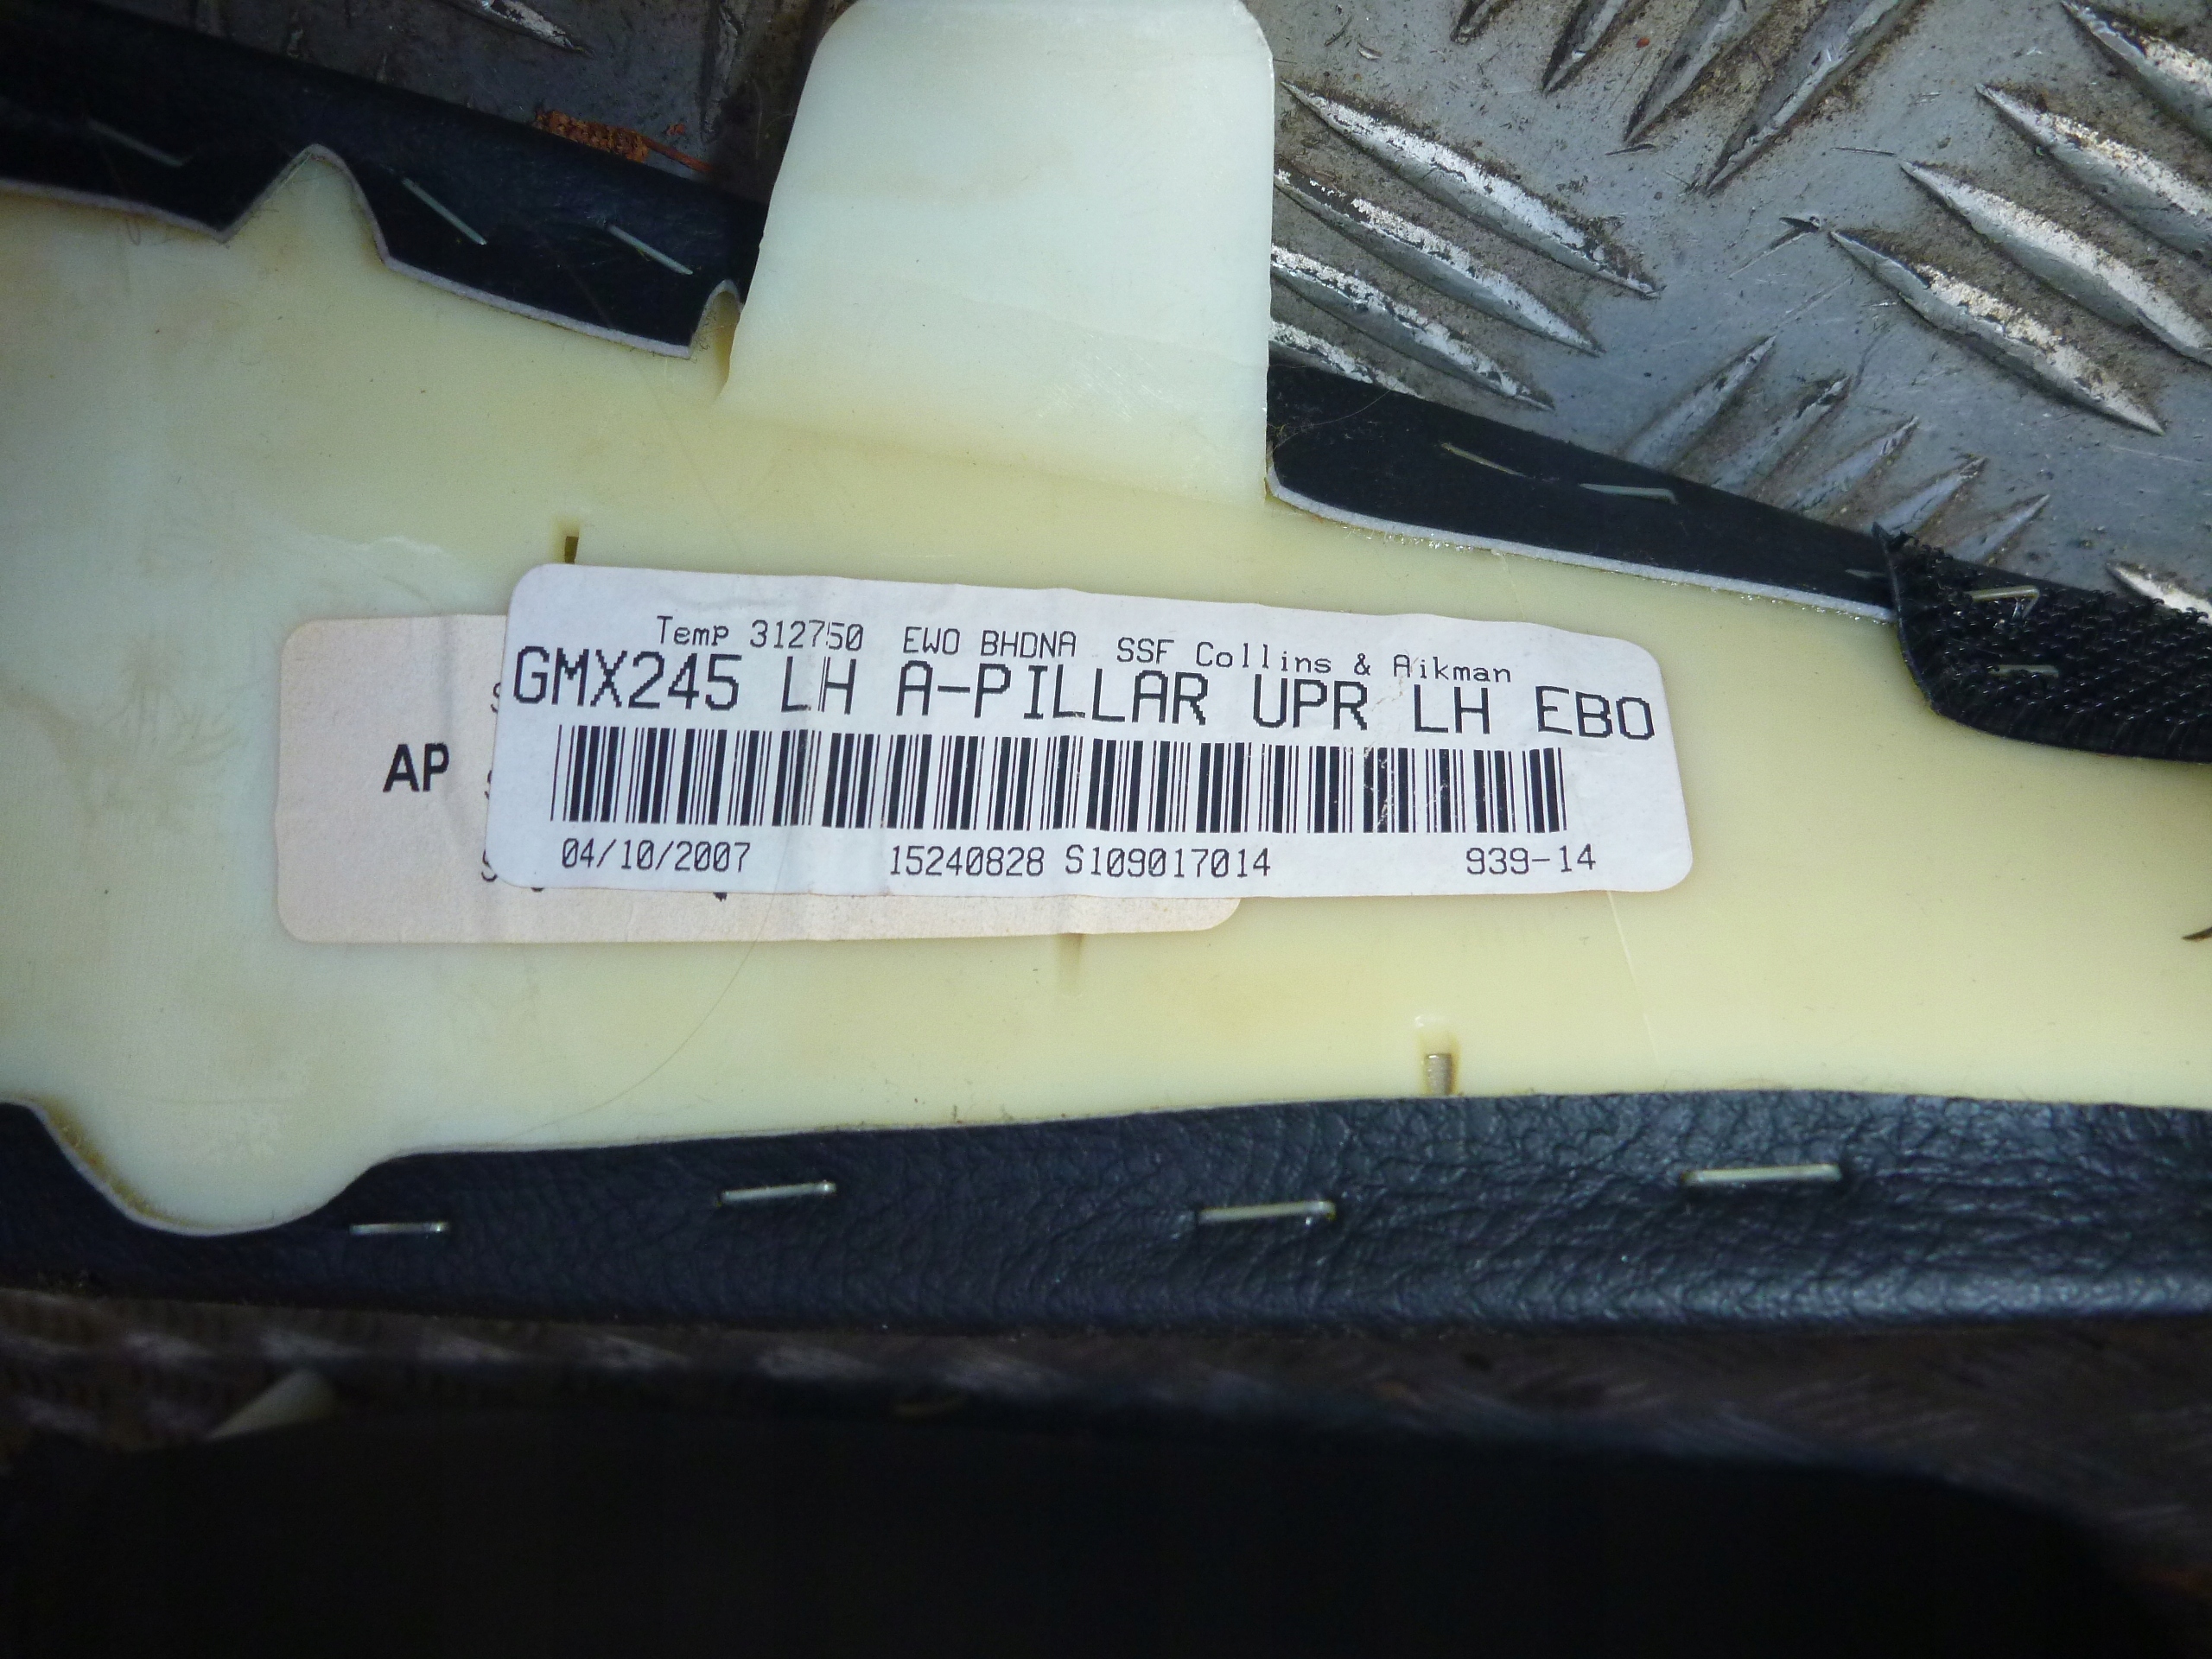 Temp 312750 EWO BHDNA SSF Collins & Aikman
GMX245 LH A-PILLAR UPR LH EBO
AP
04/10/2007 15240828 S109017014 939-14